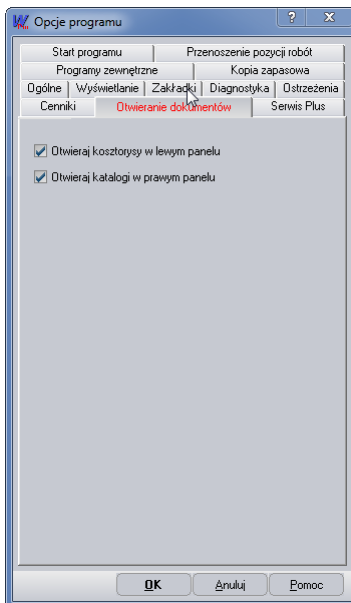 Opcje programu
Start programu Przenoszenie pozycji robót
Programy zewnętrzne Kopia zapasowa
Ogólne Wyświetlanie Zakładki Diagnostyka Ostrzeżenia
Cenniki Otwieranie dokumentów Serwis Plus
Otwieraj kosztorysy w lewym panelu
Otwieraj katalogi w prawym panelu
OK Anuluj Pomoc